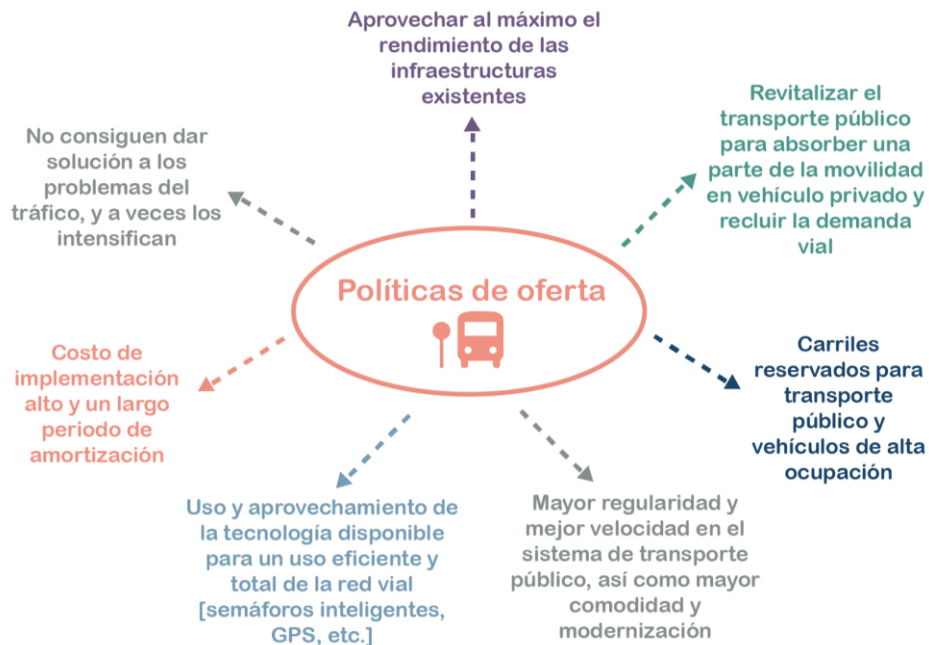 Aprovechar al máximo el
rendimiento de las
infraestructuras
existentes
Revitalizar el
transporte público
para absorber una
parte de la movilidad
en vehículo privado y
recluir la demanda
vial
No consiguen dar
solución a los
problemas del
tráfico, y a veces los
intensifican
Políticas de oferta
Costo de
implementación
alto y un largo
periodo de
amortización
Carriles
reservados para
transporte
público y
vehículos de alta
ocupación
Uso y aprovechamiento de
la tecnología disponible
para un uso eficiente y
total de la red vial
[semáforos inteligentes,
GPS, etc.]
Mayor regularidad y
mejor velocidad en el
sistema de transporte
público, así como mayor
comodidad y
modernización